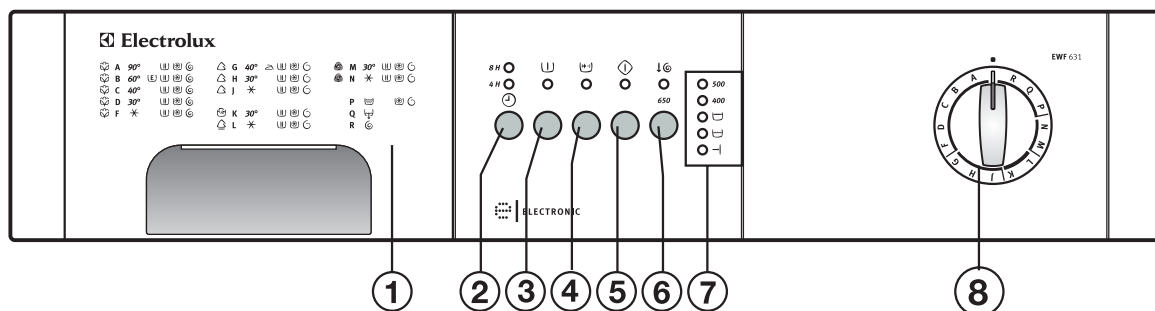 Electrolux
A 90°
B 60° E
C 40°
D 30°
F
G 40°
H 30°
J
K 30°
L
M 30°
N
P
Q
R
8 H
4 H
650
500
400
ELECTRONIC
EWF 631
A B C D F G H J K L M N P Q R
1 2 3 4 5 6 7 8